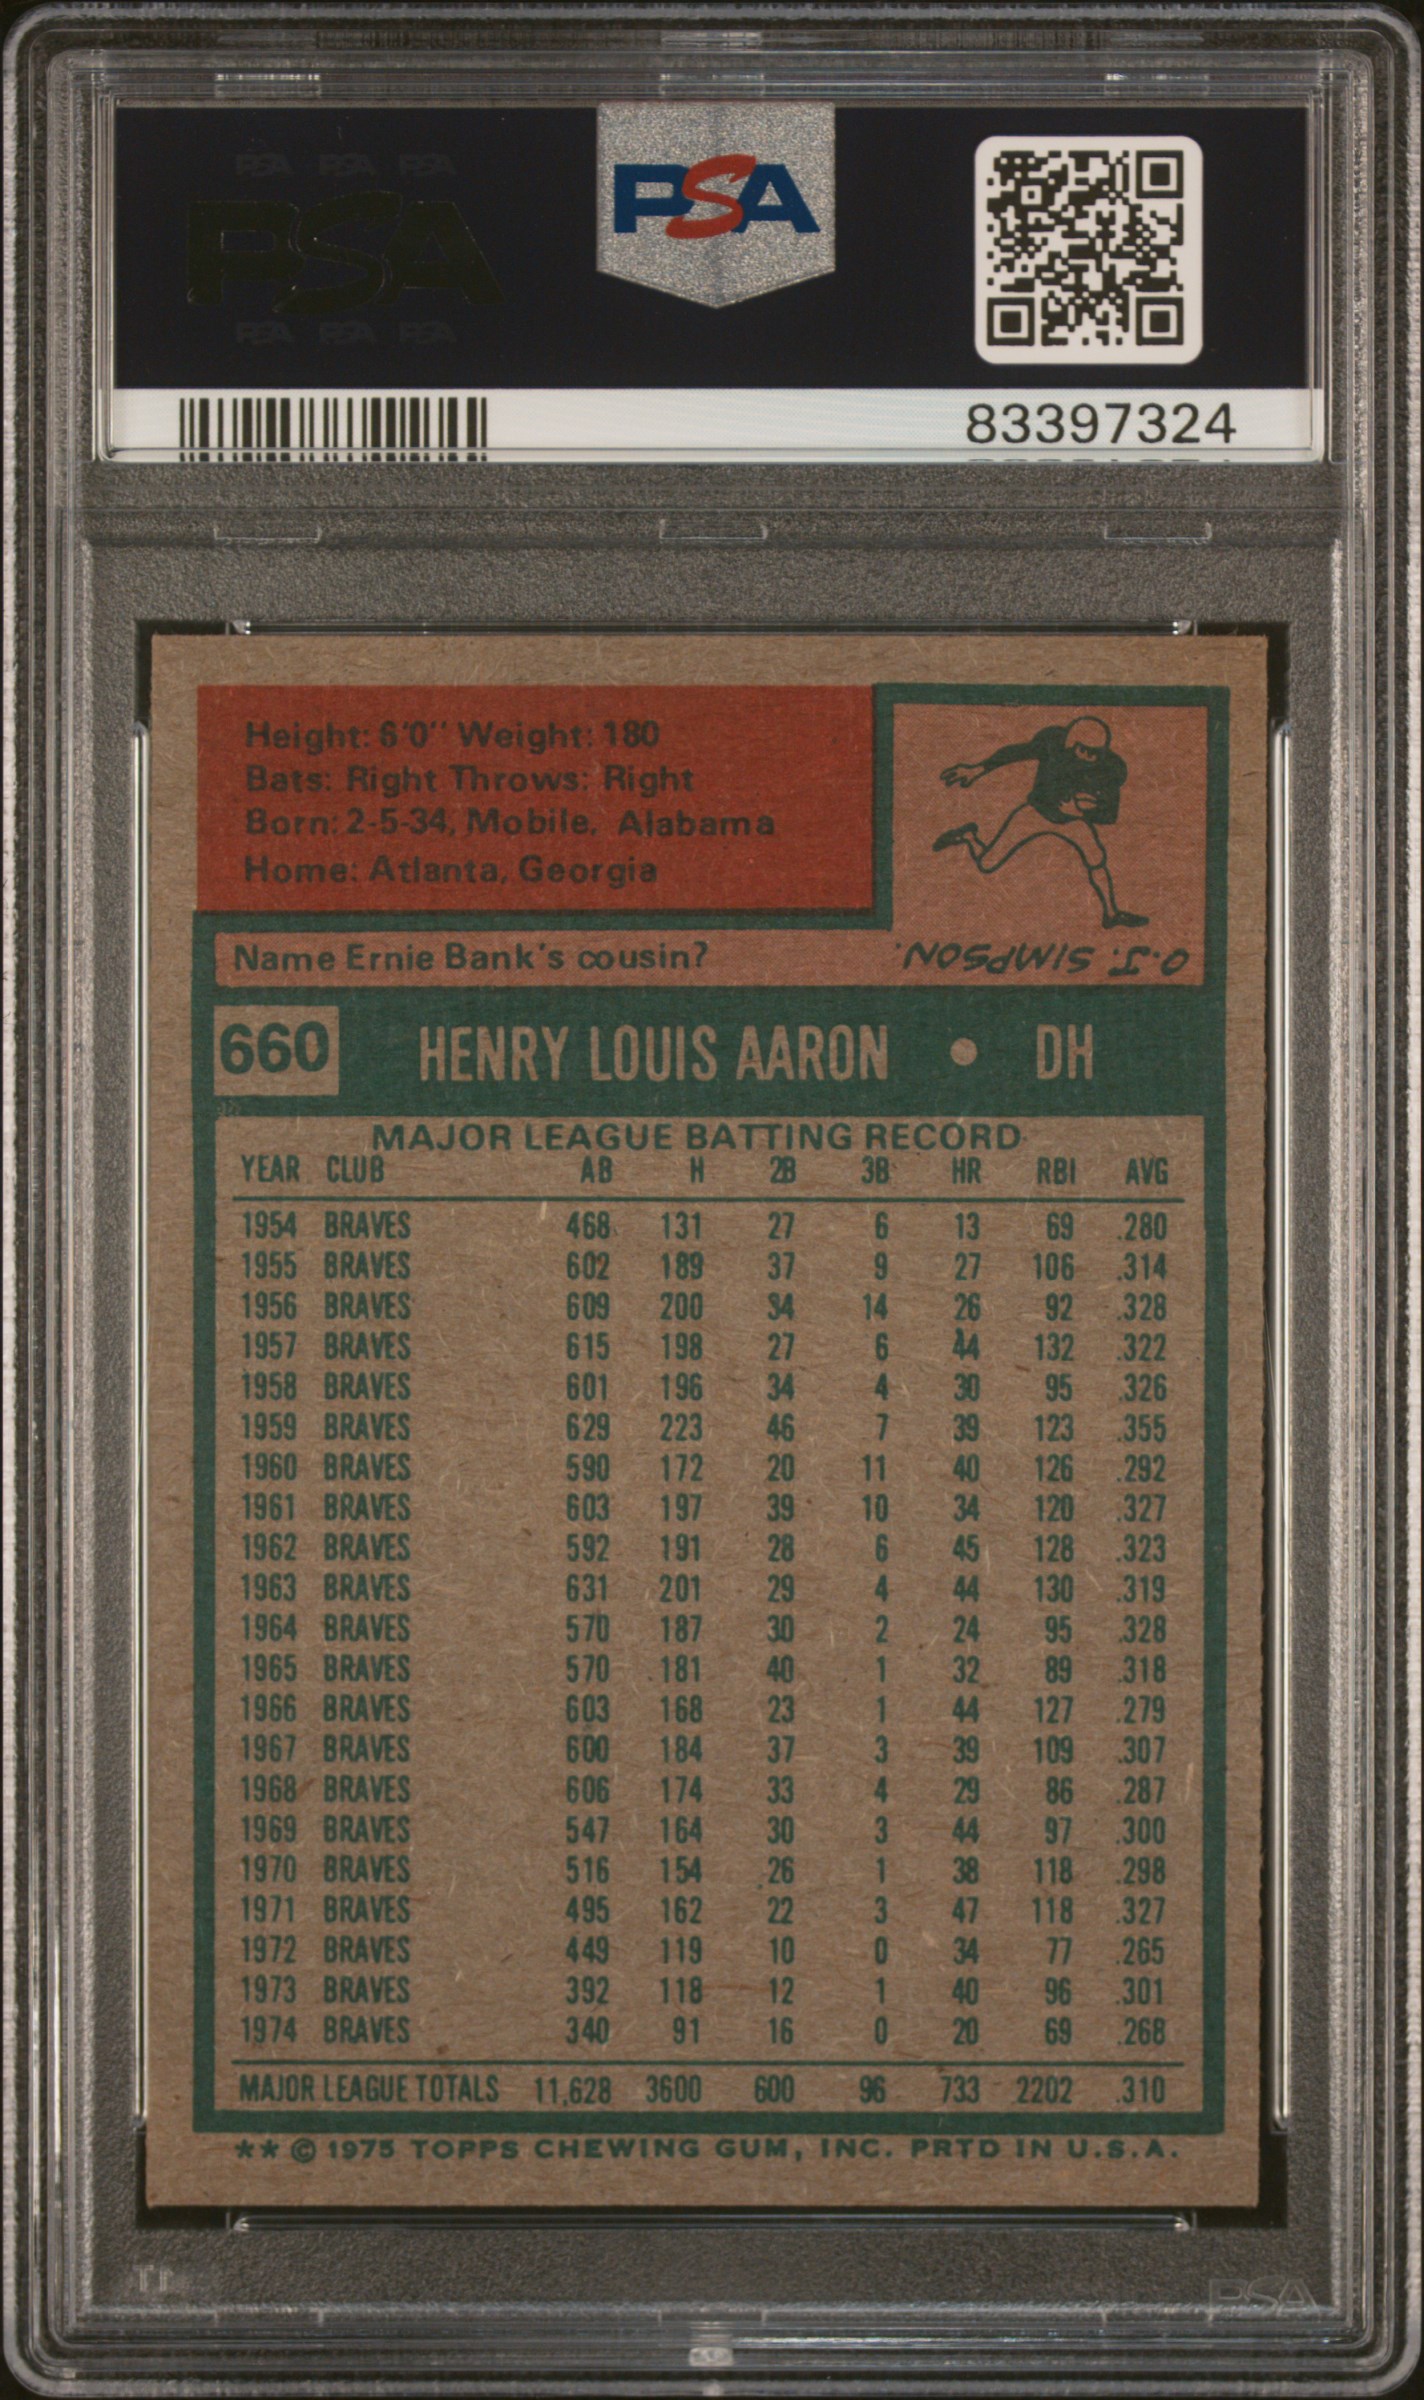 PSA PSA PSA
PSA
PSA PSA PSA
PSA
83397324
Height: 6'0" Weight: 180
Bats: Right Throws: Right
Born: 2-5-34, Mobile, Alabama
Home: Atlanta, Georgia
Name Ernie Bank's cousin?
O.J. SIMPSON.
660 HENRY LOUIS AARON • DH
MAJOR LEAGUE BATTING RECORD
YEAR CLUB AB H 2B 3B HR RBI AVG
1954 BRAVES 468 131 27 6 13 69 .280
1955 BRAVES 602 189 37 9 27 106 .314
1956 BRAVES 609 200 34 14 26 92 .328
1957 BRAVES 615 198 27 6 44 132 .322
1958 BRAVES 601 196 34 4 30 95 .326
1959 BRAVES 629 223 46 7 39 123 .355
1960 BRAVES 590 172 20 11 40 126 .292
1961 BRAVES 603 197 39 10 34 120 .327
1962 BRAVES 592 191 28 6 45 128 .323
1963 BRAVES 631 201 29 4 44 130 .319
1964 BRAVES 570 187 30 2 24 95 .328
1965 BRAVES 570 181 40 1 32 89 .318
1966 BRAVES 603 168 23 1 44 127 .279
1967 BRAVES 600 184 37 3 39 109 .307
1968 BRAVES 606 174 33 4 29 86 .287
1969 BRAVES 547 164 30 3 44 97 .300
1970 BRAVES 516 154 26 1 38 118 .298
1971 BRAVES 495 162 22 3 47 118 .327
1972 BRAVES 449 119 10 0 34 77 .265
1973 BRAVES 392 118 12 1 40 96 .301
1974 BRAVES 340 91 16 0 20 69 .268
MAJOR LEAGUE TOTALS 11,628 3600 600 96 733 2202 .310
** © 1975 TOPPS CHEWING GUM, INC. PRTD IN U.S.A.
PSA